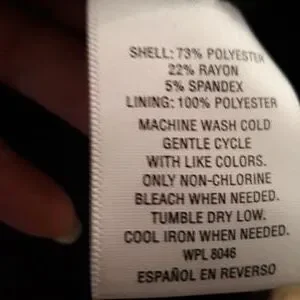 SHELL: 73% POLYESTER
22% RAYON
5% SPANDEX
LINING: 100% POLYESTER
MACHINE WASH COLD
GENTLE CYCLE
WITH LIKE COLORS.
ONLY NON-CHLORINE
BLEACH WHEN NEEDED.
TUMBLE DRY LOW.
COOL IRON WHEN NEEDED.
WPL 8046
ESPAÑOL EN REVERSO